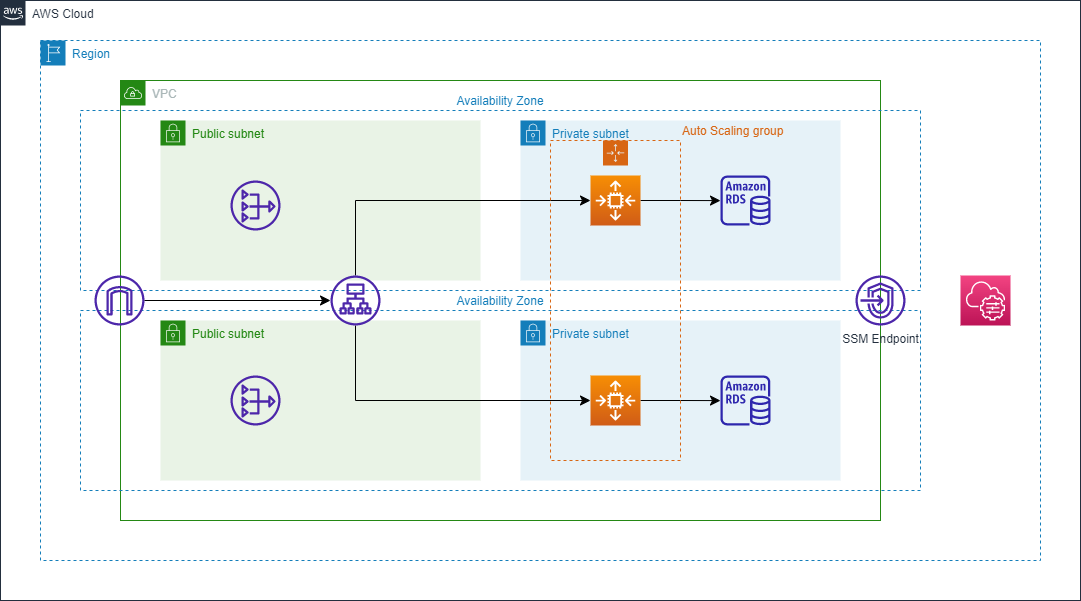 aws
AWS Cloud
Region
VPC
Availability Zone
Public subnet
Private subnet
Auto Scaling group
Amazon
RDS
Availability Zone
Public subnet
Private subnet
SSM Endpoint
Amazon
RDS